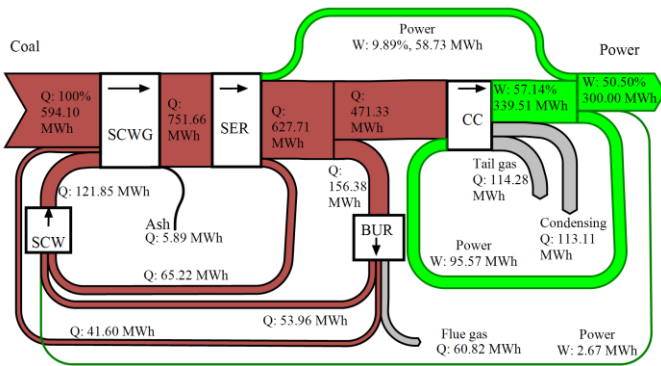 Coal
Power
W: 9.89%, 58.73 MWh
Power
Q: 100%
594.10
MWh
SCWG
Q:
751.66
MWh
SER
Q:
627.71
MWh
Q:
471.33
MWh
CC
W: 57.14%
339.51 MWh
W: 50.50%
300.00 MWh
Q: 121.85 MWh
Q:
156.38
MWh
Tail gas
Q: 114.28
MWh
Ash
Q: 5.89 MWh
SCW
BUR
Condensing
Q: 113.11
MWh
Power
W: 95.57 MWh
Q: 65.22 MWh
Q: 53.96 MWh
Q: 41.60 MWh
Flue gas
Q: 60.82 MWh
Power
W: 2.67 MWh